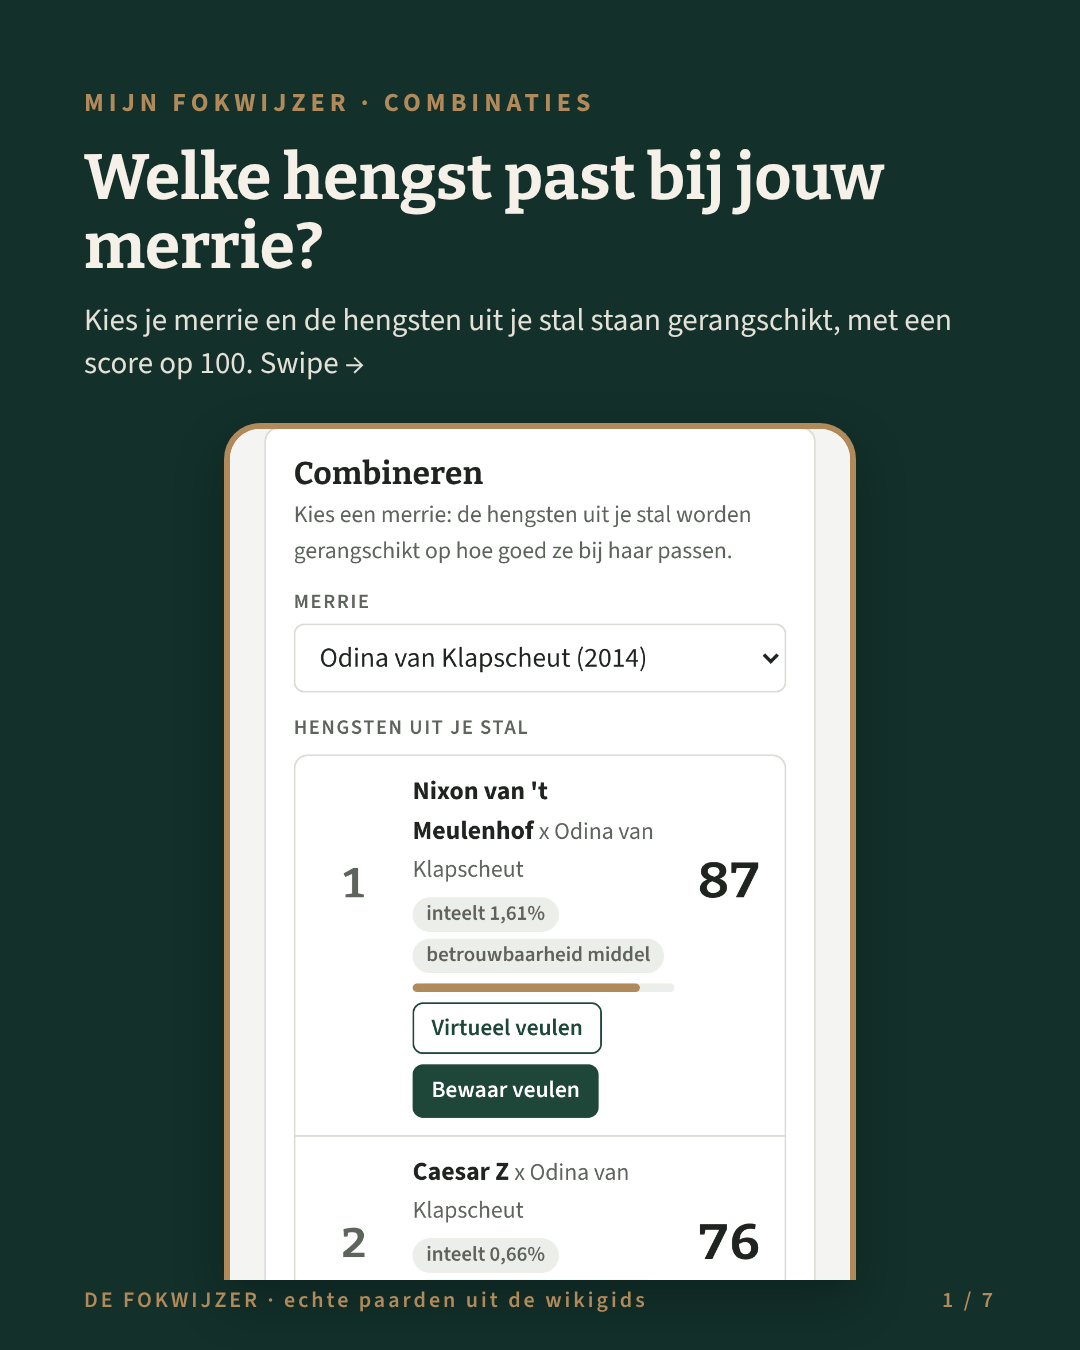 MIJN FOKWIJZER · COMBINATIES
Welke hengst past bij jouw
merrie?
Kies je merrie en de hengsten uit je stal staan gerangschikt, met een
score op 100. Swipe →
Combineren
Kies een merrie: de hengsten uit je stal worden
gerangschikt op hoe goed ze bij haar passen.
MERRIE
Odina van Klapscheut (2014)
HENGSTEN UIT JE STAL
1
Nixon van 't
Meulenhof x Odina van
Klapscheut
87
inteelt 1,61%
betrouwbaarheid middel
Virtueel veulen
Bewaar veulen
2
Caesar Z x Odina van
Klapscheut
76
inteelt 0,66%
DE FOKWIJZER · echte paarden uit de wikigids
1 / 7